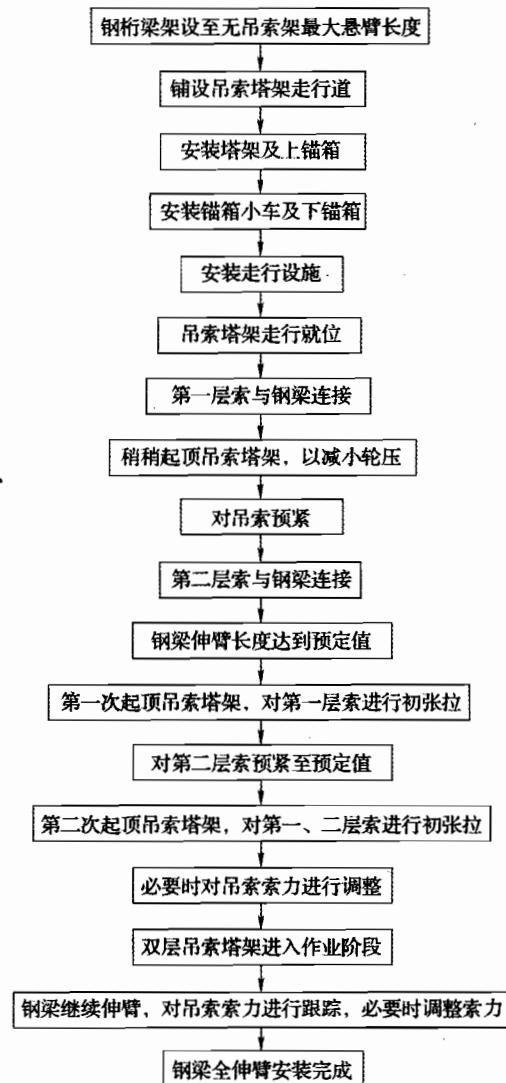 钢桁梁架设至无吊索架最大悬臂长度
铺设吊索塔架走行道
安装塔架及上锚箱
安装锚箱小车及下锚箱
安装走行设施
吊索塔架走行就位
第一层索与钢梁连接
稍稍起顶吊索塔架，以减小轮压
对吊索预紧
第二层索与钢梁连接
钢梁伸臂长度达到预定值
第一次起顶吊索塔架，对第一层索进行初张拉
对第二层索预紧至预定值
第二次起顶吊索塔架，对第一、二层索进行初张拉
必要时对吊索索力进行调整
双层吊索塔架进入作业阶段
钢梁继续伸臂，对吊索索力进行跟踪，必要时调整索力
钢梁全伸臂安装完成